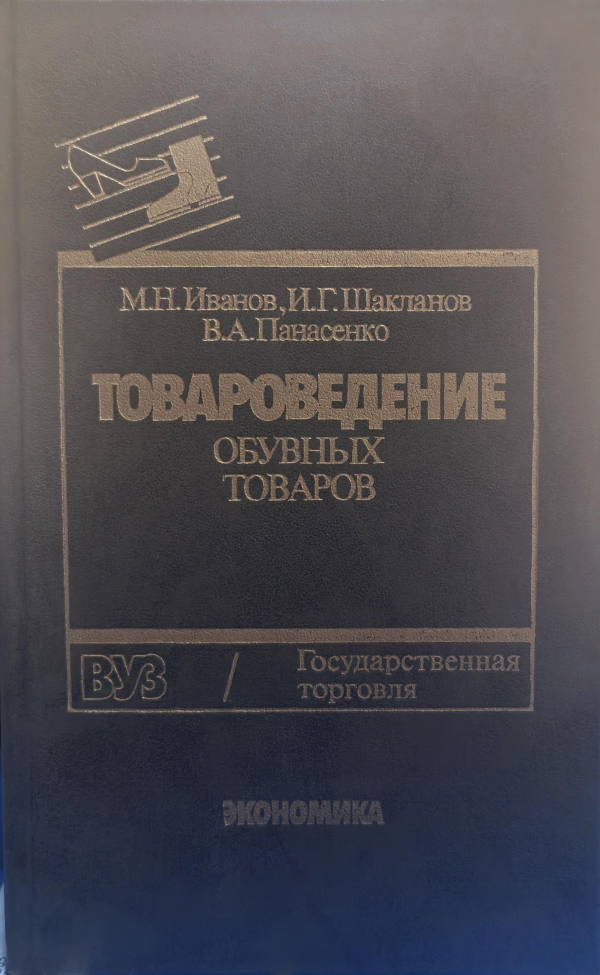 М.Н.Иванов, И.Г.Шакланов
В.А.Панасенко
ТОВАРОВЕДЕНИЕ
ОБУВНЫХ
ТОВАРОВ
ВУЗ / Государственная
торговля
ЭКОНОМИКА